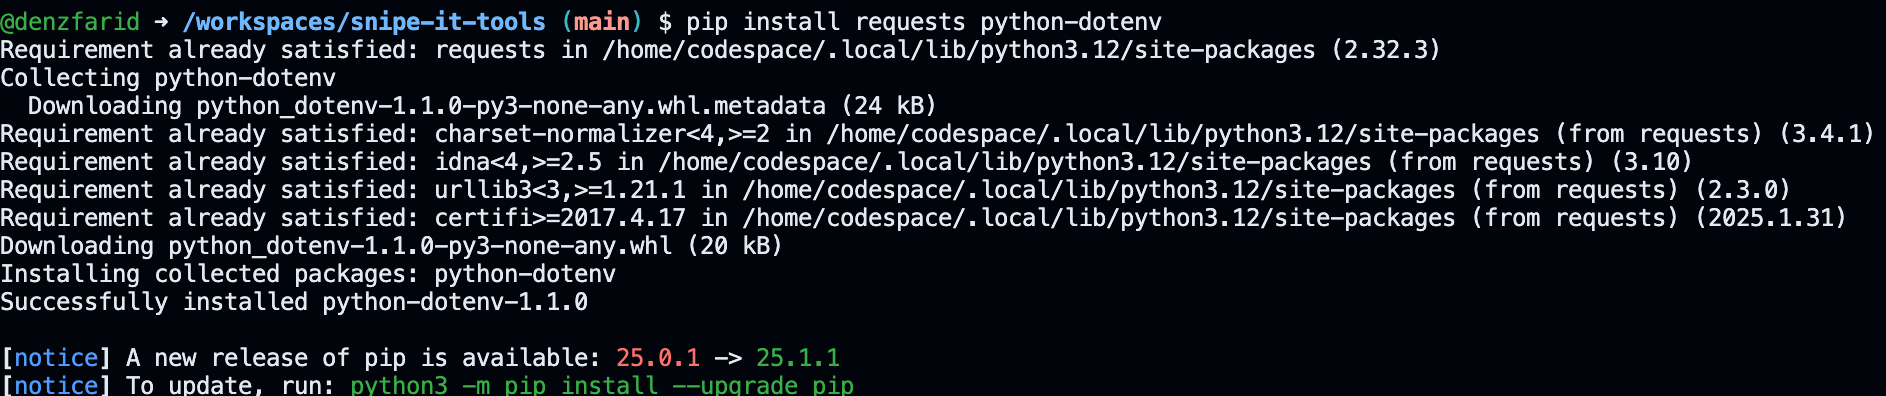 @denzfarid ➜ /workspaces/snipe-it-tools (main) $ pip install requests python-dotenv
Requirement already satisfied: requests in /home/codespace/.local/lib/python3.12/site-packages (2.32.3)
Collecting python-dotenv
  Downloading python_dotenv-1.1.0-py3-none-any.whl.metadata (24 kB)
Requirement already satisfied: charset-normalizer<4,>=2 in /home/codespace/.local/lib/python3.12/site-packages (from requests) (3.4.1)
Requirement already satisfied: idna<4,>=2.5 in /home/codespace/.local/lib/python3.12/site-packages (from requests) (3.10)
Requirement already satisfied: urllib3<3,>=1.21.1 in /home/codespace/.local/lib/python3.12/site-packages (from requests) (2.3.0)
Requirement already satisfied: certifi>=2017.4.17 in /home/codespace/.local/lib/python3.12/site-packages (from requests) (2025.1.31)
Downloading python_dotenv-1.1.0-py3-none-any.whl (20 kB)
Installing collected packages: python-dotenv
Successfully installed python-dotenv-1.1.0

[notice] A new release of pip is available: 25.0.1 -> 25.1.1
[notice] To update, run: python3 -m pip install --upgrade pip